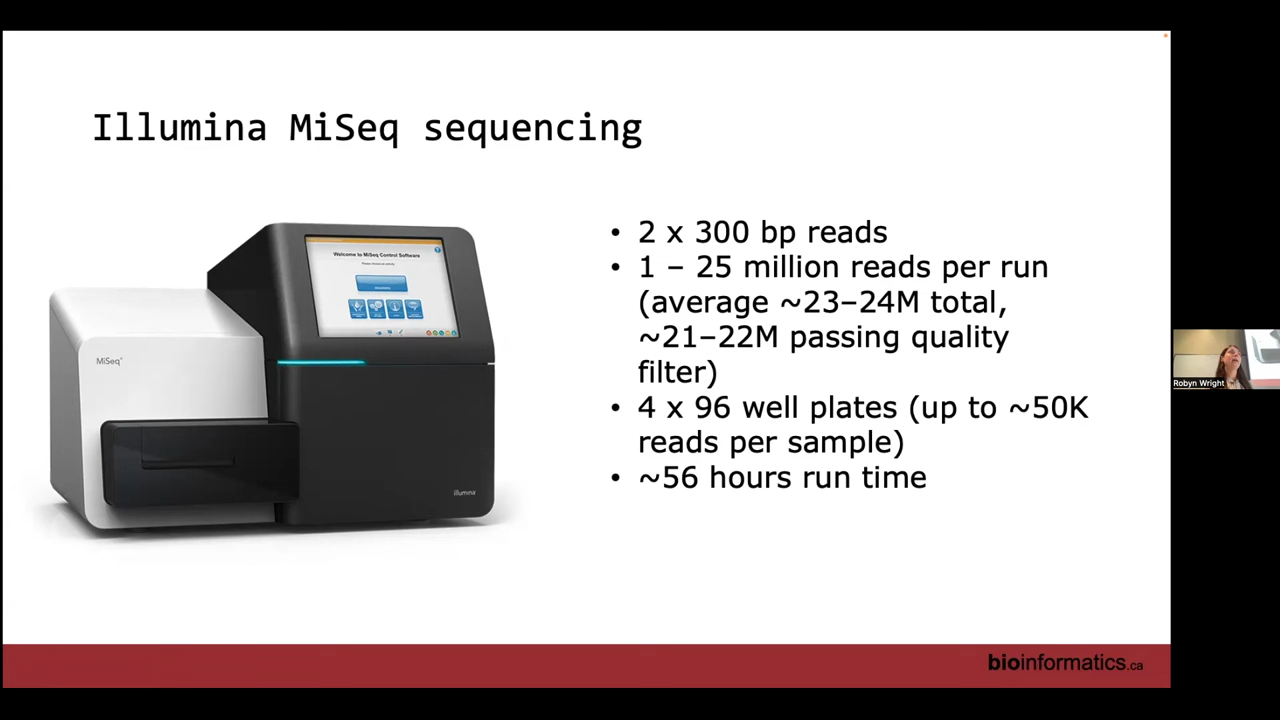 Illumina MiSeq sequencing
Welcome to MiSeq Control Software
MiSeq
illumina
• 2 x 300 bp reads
• 1 – 25 million reads per run
(average ~23–24M total,
~21–22M passing quality
filter)
• 4 x 96 well plates (up to ~50K
reads per sample)
• ~56 hours run time
Robyn Wright
bioinformatics.ca